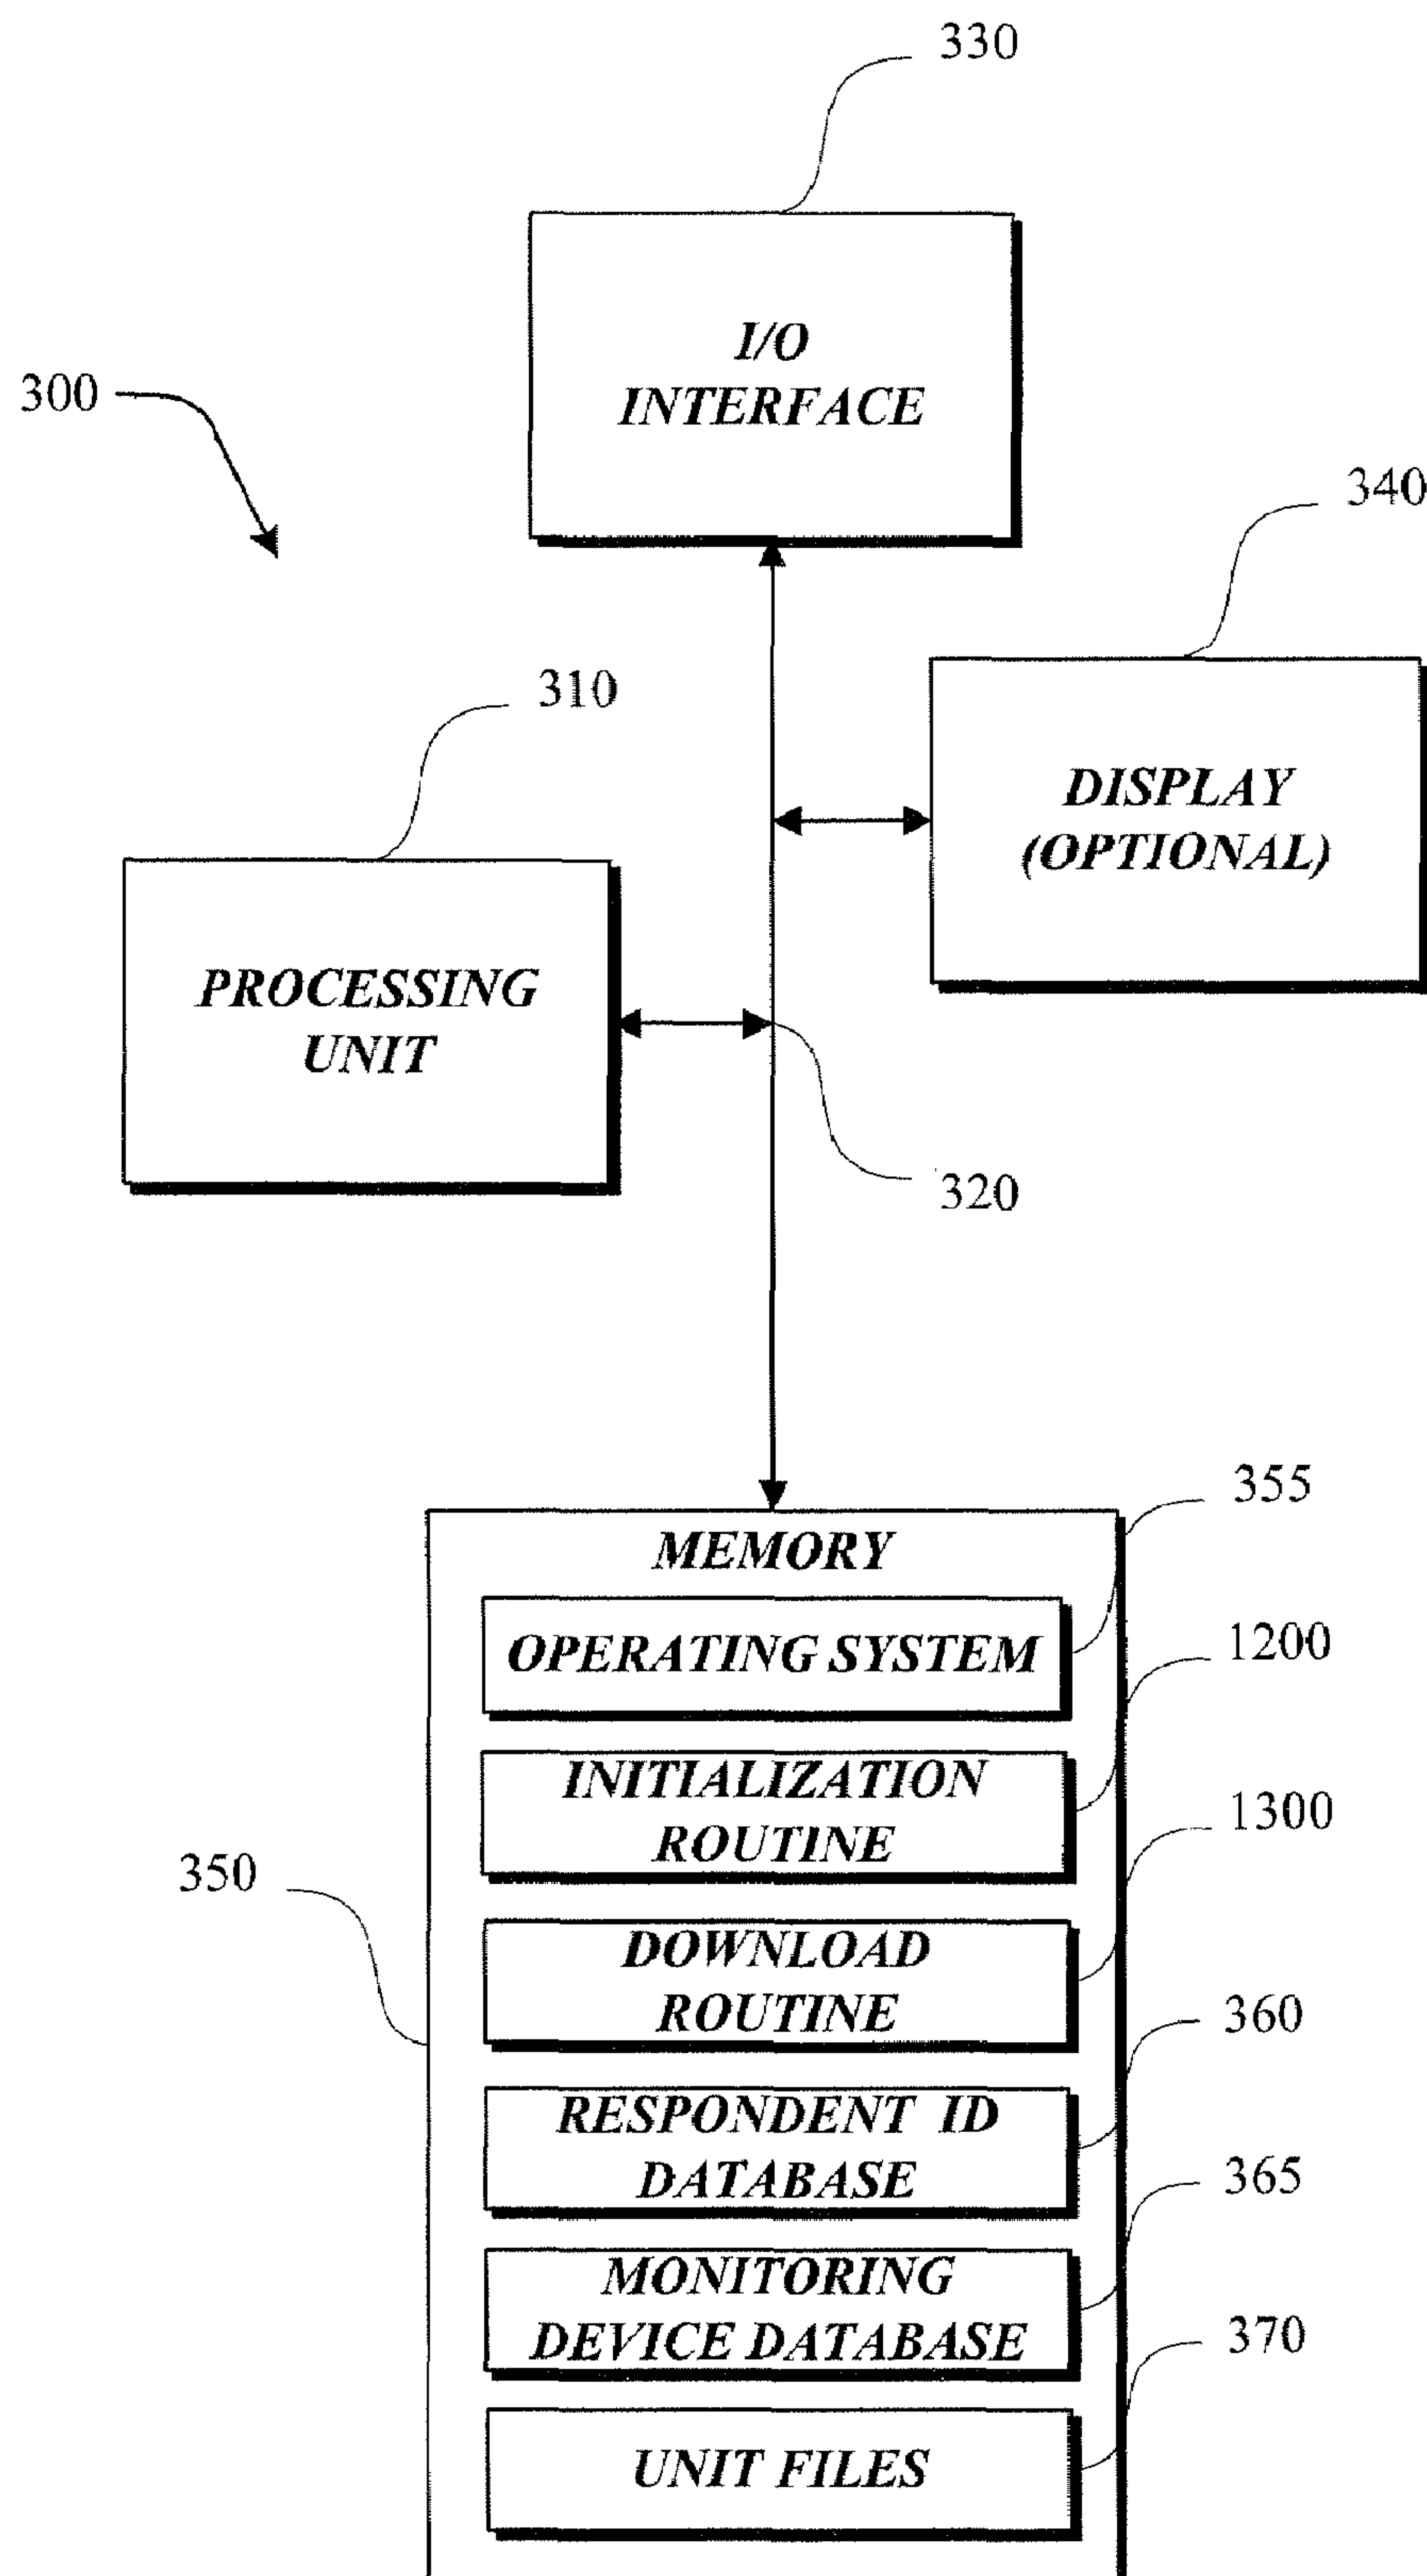 330
I/O
INTERFACE
300
340
310
DISPLAY
(OPTIONAL)
PROCESSING
UNIT
320
355
MEMORY
OPERATING SYSTEM
1200
INITIALIZATION
ROUTINE
1300
350
DOWNLOAD
ROUTINE
360
RESPONDENT ID
DATABASE
365
MONITORING
DEVICE DATABASE
370
UNIT FILES